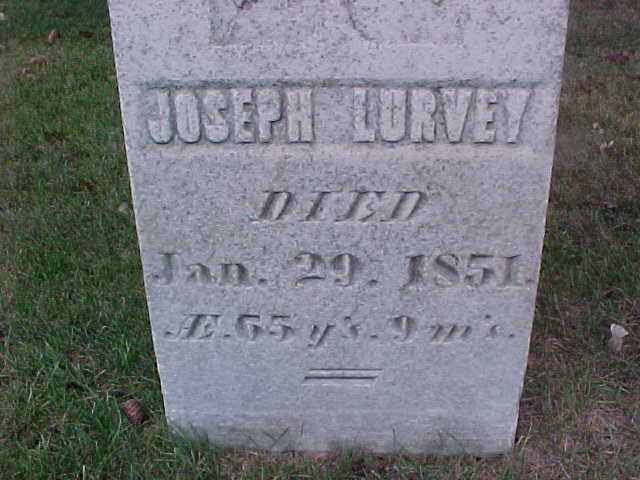 JOSEPH LURVEY
DIED
Jan. 29. 1851.
Æ. 65 y's. 9 m's.